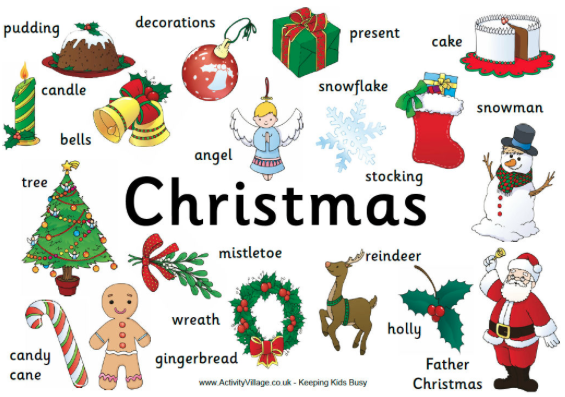 pudding
decorations
present
cake
candle
snowflake
snowman
bells
angel
stocking
tree
Christmas
mistletoe
reindeer
wreath
holly
candy
cane
gingerbread
Father
Christmas
www.ActivityVillage.co.uk - Keeping Kids Busy